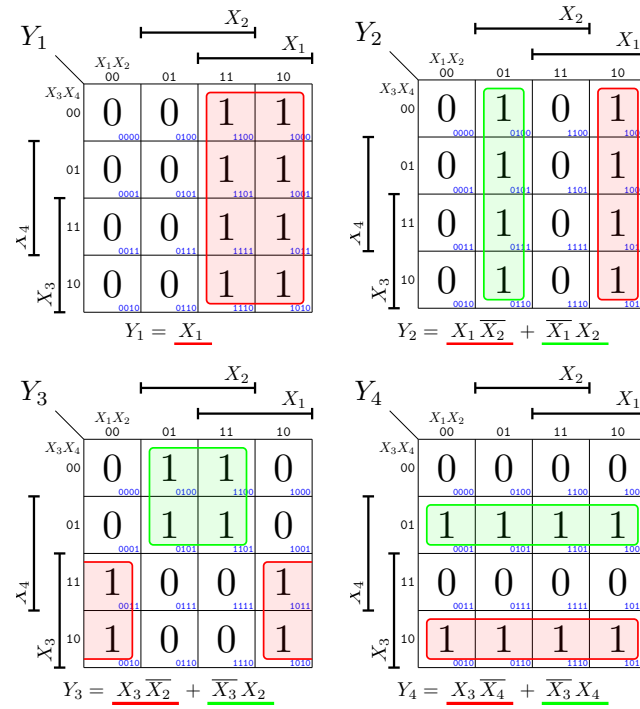 Y₁ X₂ X₁
X₁X₂ 00 01 11 10
X₃X₄
00 0 0000 0 0100 1 1100 1 1000
01 0 0001 0 0101 1 1101 1 1001
11 0 0011 0 0111 1 1111 1 1011
10 0 0010 0 0110 1 1110 1 1010
X₄
X₃
Y₁ = X₁
Y₂ X₂ X₁
X₁X₂ 00 01 11 10
X₃X₄
00 0 0000 1 0100 0 1100 1 100
01 0 0001 1 0101 0 1101 1 100
11 0 0011 1 0111 0 1111 1 101
10 0 0010 1 0110 0 1110 1 101
X₄
X₃
Y₂ = X₁ X̅₂ + X̅₁ X₂
Y₃ X₂ X₁
X₁X₂ 00 01 11 10
X₃X₄
00 0 0000 1 0100 1 1100 0 1000
01 0 0001 1 0101 1 1101 0 1001
11 1 0011 0 0111 0 1111 1 1011
10 1 0010 0 0110 0 1110 1 1010
X₄
X₃
Y₃ = X₃ X̅₂ + X̅₃ X₂
Y₄ X₂ X₁
X₁X₂ 00 01 11 10
X₃X₄
00 0 0000 0 0100 0 1100 0 100
01 1 0001 1 0101 1 1101 1 100
11 0 0011 0 0111 0 1111 0 101
10 1 0010 1 0110 1 1110 1 101
X₄
X₃
Y₄ = X₃ X̅₄ + X̅₃ X₄